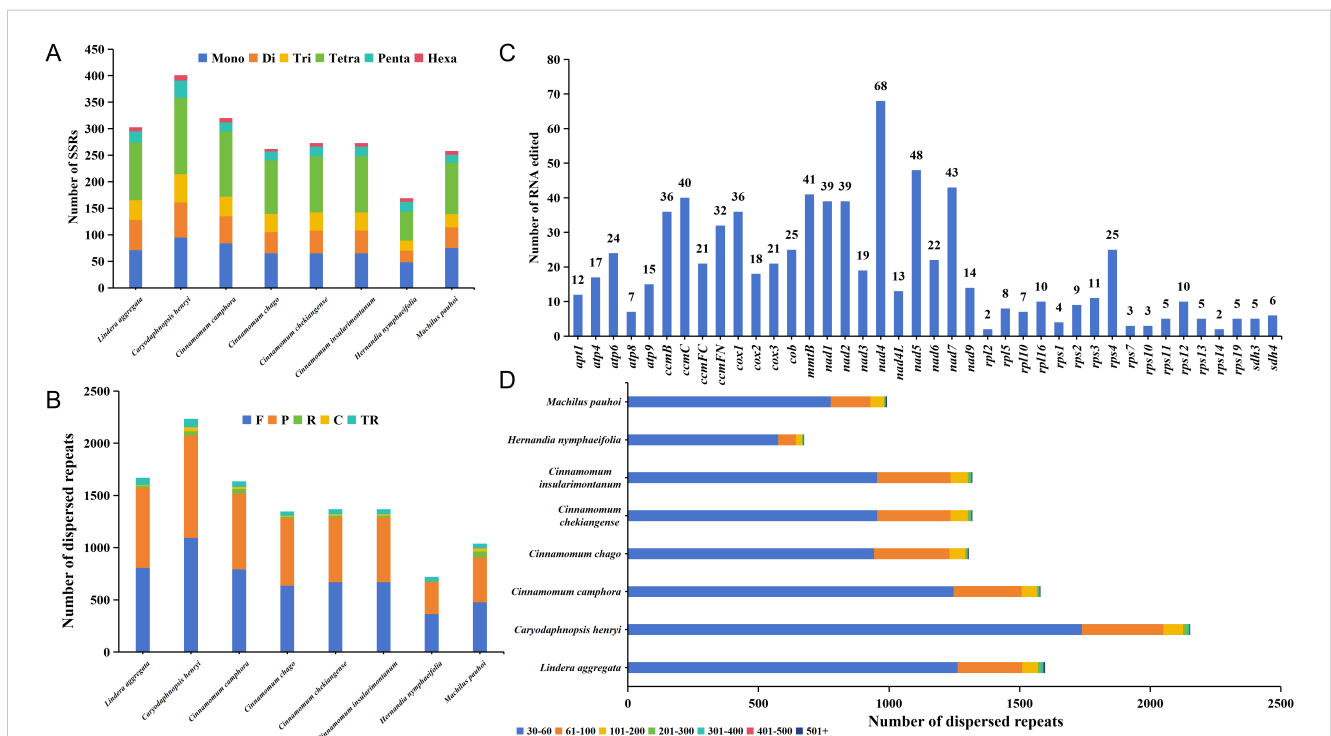 A
450
400
350
300
250
200
150
100
50
0
Number of SSRs
Mono Di Tri Tetra Penta Hexa
Lindera aggregata
Caryodaphnopsis henryi
Cinnamomum camphora
Cinnamomum chago
Cinnamomum chekiangense
Cinnamomum insularimontanum
Hernandia nymphaeifolia
Machilus pauhoi
B
2500
2000
1500
1000
500
0
Number of dispersed repeats
F P R C TR
Lindera aggregata
Caryodaphnopsis henryi
Cinnamomum camphora
Cinnamomum chago
Cinnamomum chekiangense
Cinnamomum insularimontanum
Hernandia nymphaeifolia
Machilus pauhoi
C
80
70
60
50
40
30
20
10
0
Number of RNA edited
12 17 24 7 15 36 40 21 32 36 18 21 25 41 39 39 19 68 13 48 22 43 14 2 8 7 10 4 9 11 25 3 3 5 10 5 2 5 5 6
apt1 atp4 atp6 atp8 atp9 ccmB ccmC ccmFC ccmFN cox1 cox2 cox3 cob mmtB nad1 nad2 nad3 nad4 nad4L nad5 nad6 nad7 nad9 rpl2 rpl5 rpl10 rpl16 rps1 rps2 rps3 rps4 rps7 rps10 rps11 rps12 rps13 rps14 rps19 sdh3 sdh4
D
Machilus pauhoi
Hernandia nymphaeifolia
Cinnamomum
insularimontanum
Cinnamomum
chekiangense
Cinnamomum chago
Cinnamomum camphora
Caryodaphnopsis henryi
Lindera aggregata
0 500 1000 1500 2000 2500
Number of dispersed repeats
30-60 61-100 101-200 201-300 301-400 401-500 501+